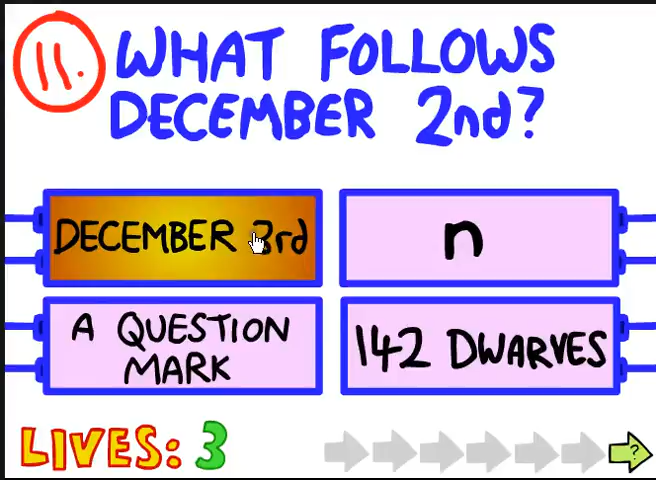 11. WHAT FOLLOWS
DECEMBER 2nd?
DECEMBER 3rd
n
A QUESTION
MARK
142 DWARVES
LIVES: 3
?